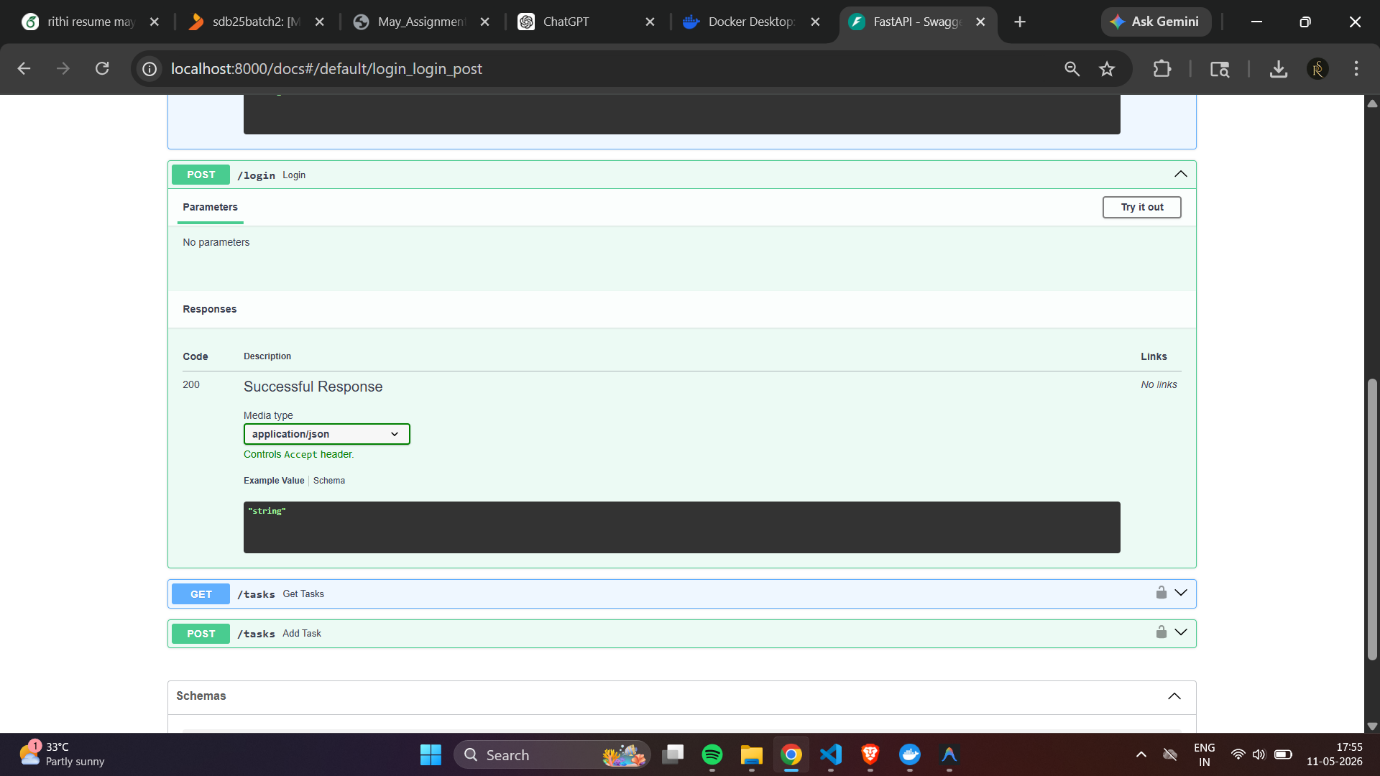 rithi resume may
sdb25batch2: [M
May_Assignment
ChatGPT
Docker Desktop:
FastAPI - Swagge
Ask Gemini
localhost:8000/docs#/default/login_login_post
POST /login Login
Parameters
Try it out
No parameters
Responses
Code Description Links
200 Successful Response No links
Media type
application/json
Controls Accept header.
Example Value | Schema
"string"
GET /tasks Get Tasks
POST /tasks Add Task
Schemas
1
33°C
Partly sunny
Search
ENG
IN
17:55
11-05-2026